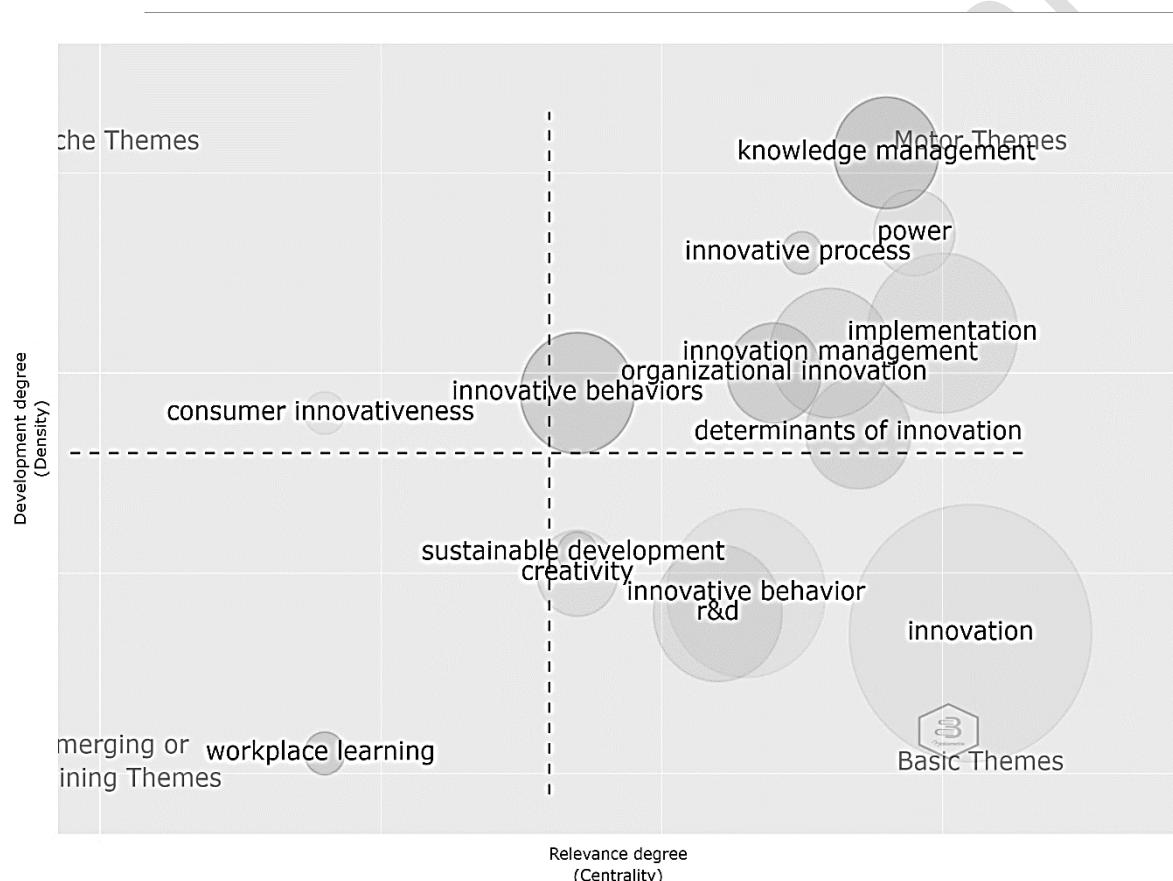 che Themes
Motor Themes
knowledge management
power
innovative process
implementation
innovation management
organizational innovation
innovative behaviors
consumer innovativeness
determinants of innovation
Development degree
(Density)
sustainable development
creativity
innovative behavior
r&d
innovation
merging or
ining Themes
workplace learning
Basic Themes
Relevance degree
(Centrality)